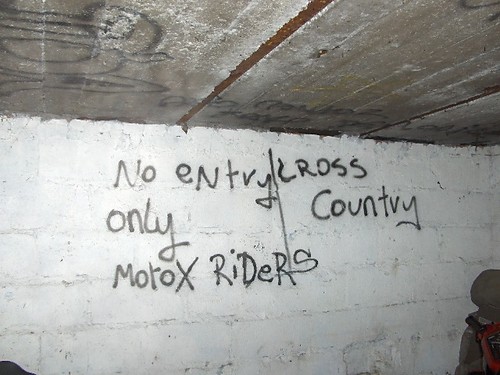 No eNtry
only
MotoX RiDeRS
CROSS
Country